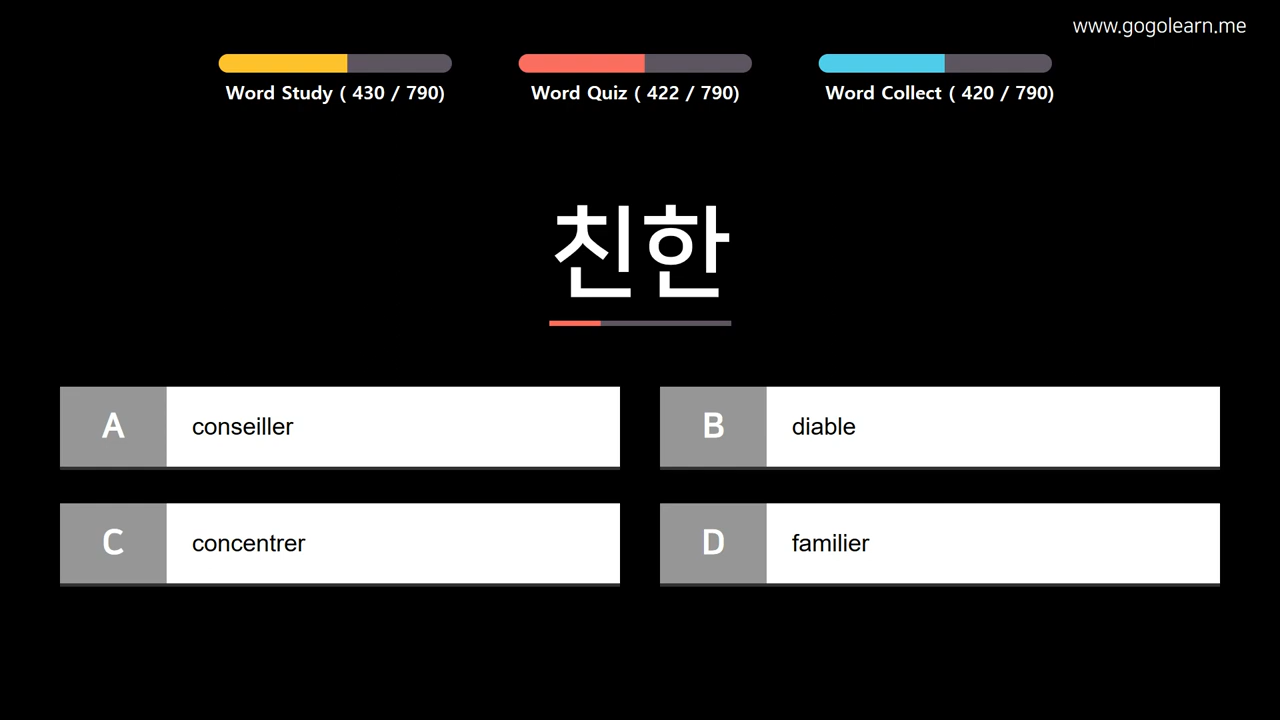 www.gogolearn.me
Word Study ( 430 / 790)
Word Quiz ( 422 / 790)
Word Collect ( 420 / 790)
친한
A conseiller
B diable
C concentrer
D familier